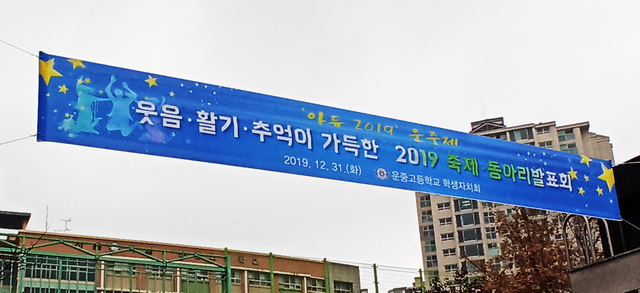 아듀 2019 운중제
웃음·활기·추억이 가득한 2019 축제·동아리발표회
2019. 12. 31.(화) 운중고등학교 학생자치회